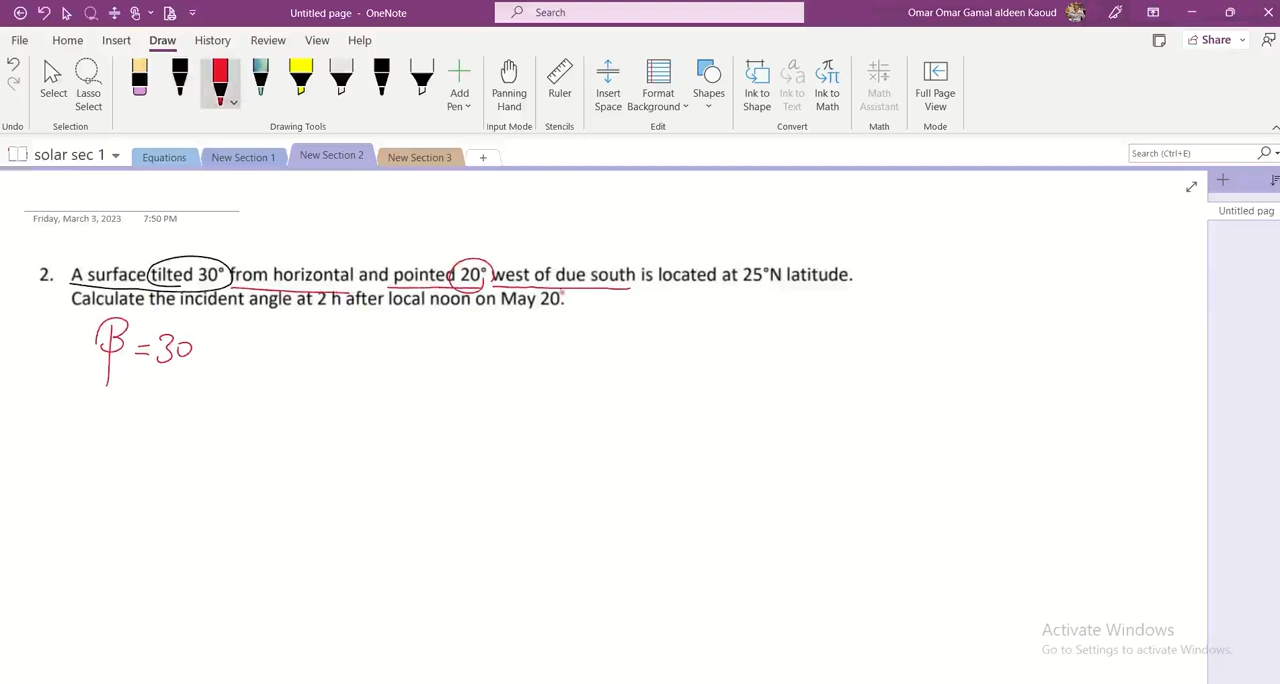 Untitled page - OneNote
Search
Omar Omar Gamal aldeen Kaoud
File Home Insert Draw History Review View Help
Share
Select
Lasso Select
Add Pen
Panning Hand
Ruler
Insert Space
Format Background
Shapes
Ink to Shape
Ink to Text
Ink to Math
Math Assistant
Full Page View
Undo Selection Drawing Tools Input Mode Stencils Edit Convert Math Mode
solar sec 1 Equations New Section 1 New Section 2 New Section 3 +
Search (Ctrl+E)
Untitled pag
Friday, March 3, 2023 7:50 PM
2. A surface tilted 30° from horizontal and pointed 20° west of due south is located at 25°N latitude.
Calculate the incident angle at 2 h after local noon on May 20.
β = 30
Activate Windows
Go to Settings to activate Windows.